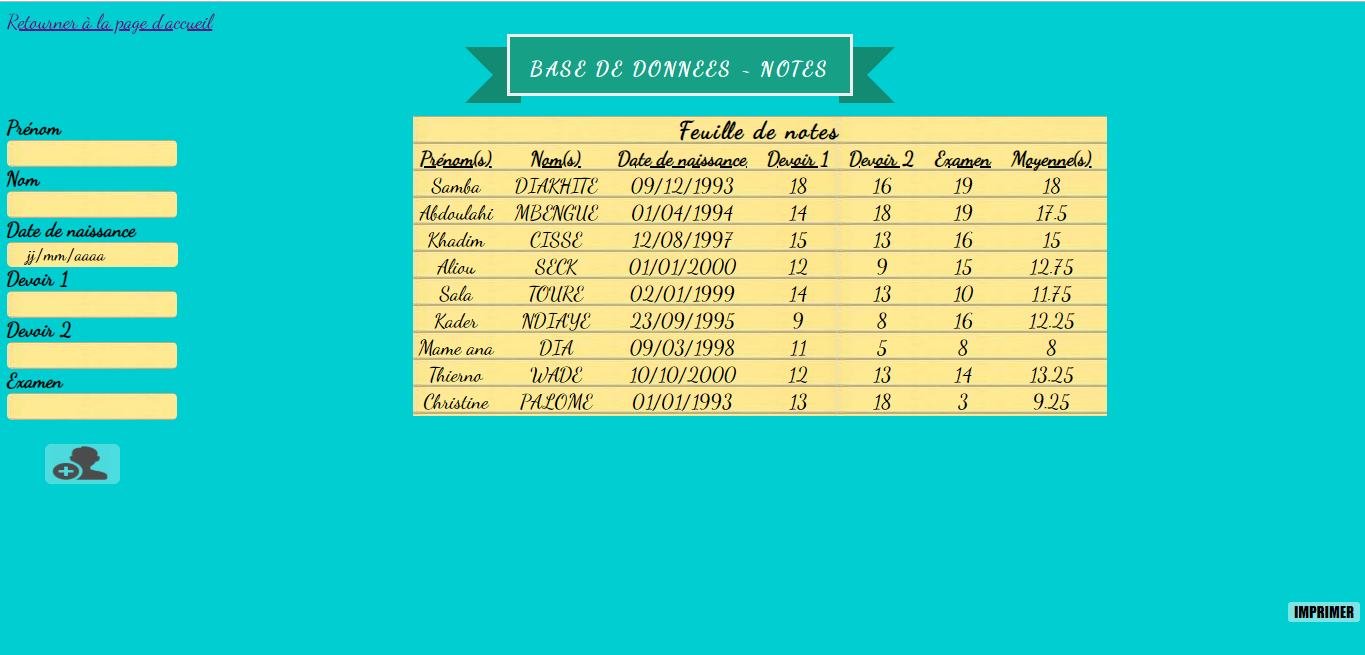 Retourner à la page d'accueil
BASE DE DONNEES - NOTES
Prénom
Nom
Date de naissance
jj/mm/aaaa
Devoir 1
Devoir 2
Examen
Feuille de notes
Prénom(s) Nom(s) Date de naissance Devoir 1 Devoir 2 Examen Moyenne(s)
Samba DIAKHITE 09/12/1993 18 16 19 18
Abdoulahi MBENGUE 01/04/1994 14 18 19 17.5
Khadim CISSE 12/08/1997 15 13 16 15
Aliou SECK 01/01/2000 12 9 15 12.75
Sala TOURE 02/01/1999 14 13 10 11.75
Kader NDIAYE 23/09/1995 9 8 16 12.25
Mame ana DIA 09/03/1998 11 5 8 8
Thierno WADE 10/10/2000 12 13 14 13.25
Christine PALOME 01/01/1993 13 18 3 9.25
IMPRIMER